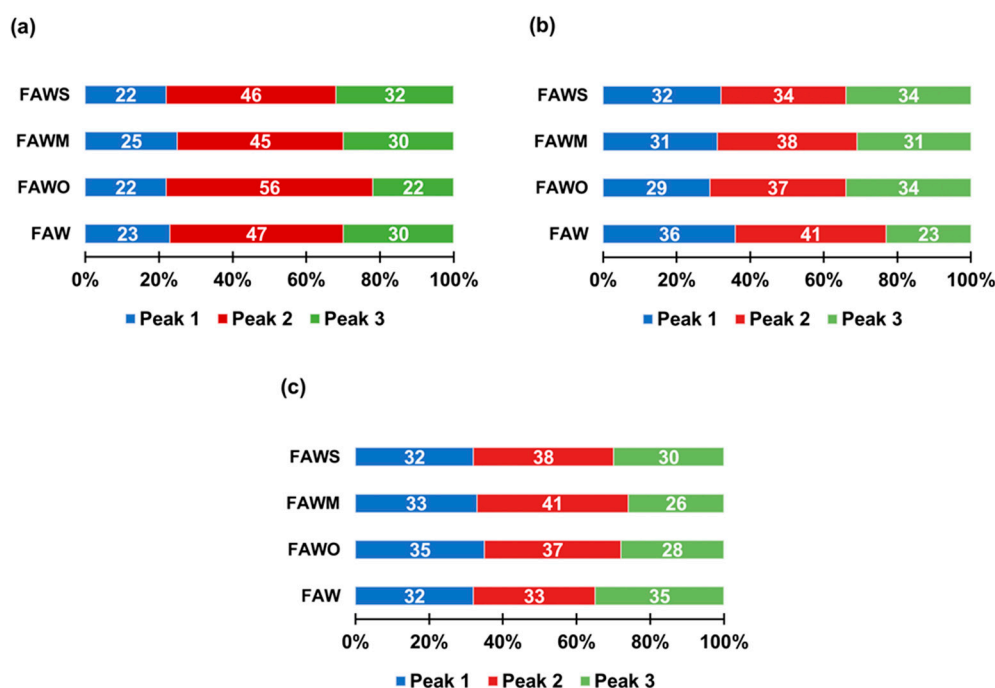 (a)
FAWS 22 46 32
FAWM 25 45 30
FAWO 22 56 22
FAW 23 47 30
0% 20% 40% 60% 80% 100%
Peak 1 Peak 2 Peak 3
(b)
FAWS 32 34 34
FAWM 31 38 31
FAWO 29 37 34
FAW 36 41 23
0% 20% 40% 60% 80% 100%
Peak 1 Peak 2 Peak 3
(c)
FAWS 32 38 30
FAWM 33 41 26
FAWO 35 37 28
FAW 32 33 35
0% 20% 40% 60% 80% 100%
Peak 1 Peak 2 Peak 3